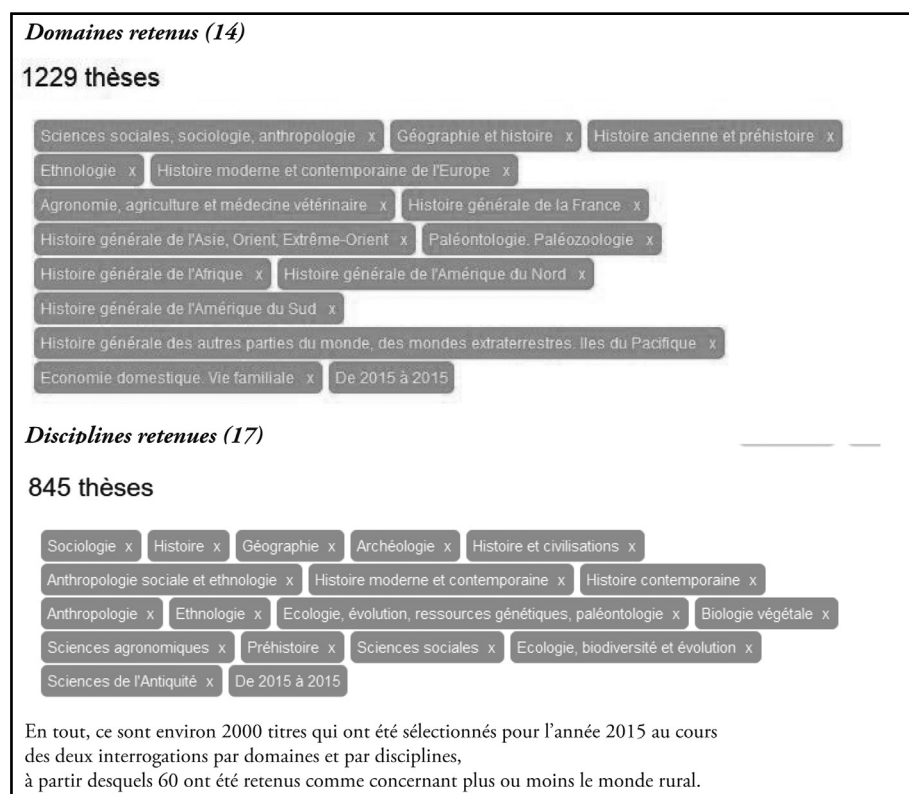 Domaines retenus (14)
1229 thèses
Sciences sociales, sociologie, anthropologie x Géographie et histoire x Histoire ancienne et préhistoire x
Ethnologie x Histoire moderne et contemporaine de l'Europe x
Agronomie, agriculture et médecine vétérinaire x Histoire générale de la France x
Histoire générale de l'Asie, Orient, Extrême-Orient x Paléontologie. Paléozoologie x
Histoire générale de l'Afrique x Histoire générale de l'Amérique du Nord x
Histoire générale de l'Amérique du Sud x
Histoire générale des autres parties du monde, des mondes extraterrestres. Iles du Pacifique x
Economie domestique. Vie familiale x De 2015 à 2015
Disciplines retenues (17)
845 thèses
Sociologie x Histoire x Géographie x Archéologie x Histoire et civilisations x
Anthropologie sociale et ethnologie x Histoire moderne et contemporaine x Histoire contemporaine x
Anthropologie x Ethnologie x Ecologie, évolution, ressources génétiques, paléontologie x Biologie végétale x
Sciences agronomiques x Préhistoire x Sciences sociales x Ecologie, biodiversité et évolution x
Sciences de l'Antiquité x De 2015 à 2015
En tout, ce sont environ 2000 titres qui ont été sélectionnés pour l'année 2015 au cours
des deux interrogations par domaines et par disciplines,
à partir desquels 60 ont été retenus comme concernant plus ou moins le monde rural.